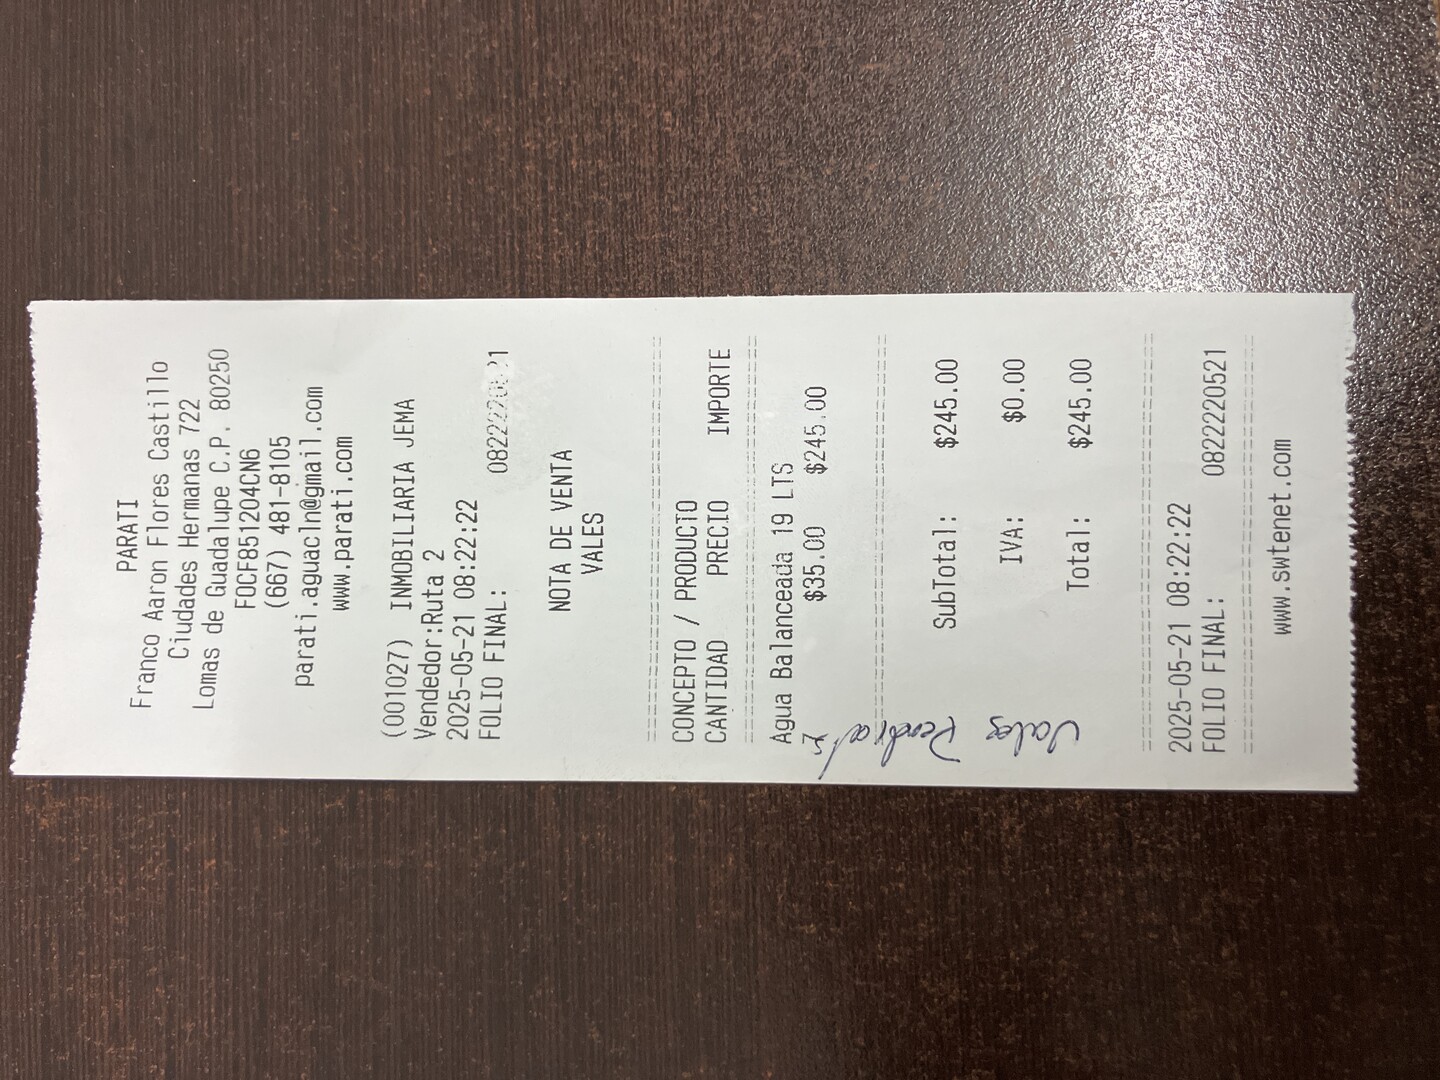 PARATI
Franco Aaron Flores Castillo
Ciudades Hermanas 722
Lomas de Guadalupe C.P. 80250
FOCF851204CN6
(667) 481-8105
parati.aguacln@gmail.com
www.parati.com
(001027) INMOBILIARIA JEMA
Vendedor:Ruta 2
2025-05-21 08:22:22
FOLIO FINAL: 0822220521
NOTA DE VENTA
VALES
CONCEPTO / PRODUCTO
CANTIDAD PRECIO IMPORTE
Agua Balanceada 19 LTS
$35.00 $245.00
SubTotal: $245.00
IVA: $0.00
Total: $245.00
Vales
2025-05-21 08:22:22
FOLIO FINAL: 0822220521
www.swtenet.com